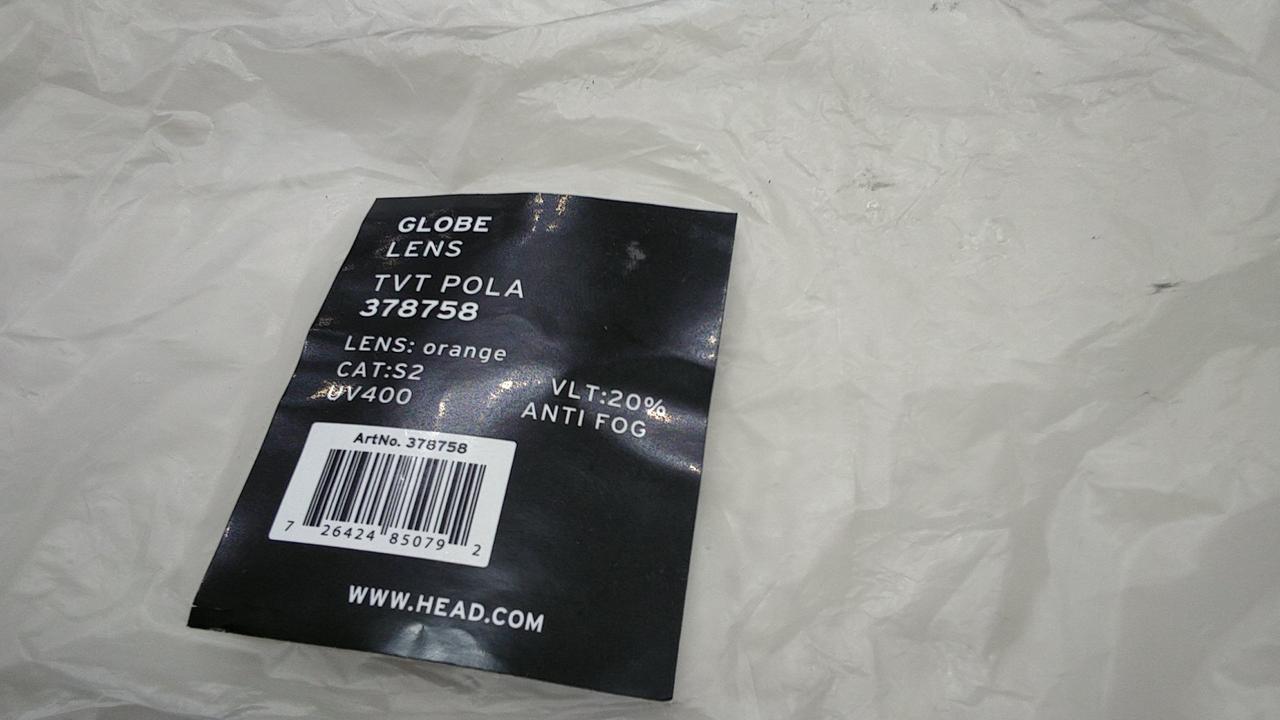 GLOBE
LENS
TVT POLA
378758
LENS: orange
CAT:S2
UV400
VLT:20%
ANTI FOG
ArtNo. 378758
7 26424 85079 2
WWW.HEAD.COM